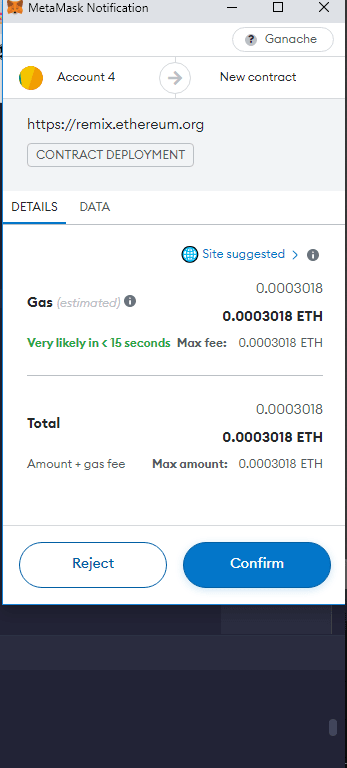 MetaMask Notification
Ganache
Account 4 New contract
https://remix.ethereum.org
CONTRACT DEPLOYMENT
DETAILS DATA
Site suggested >
0.0003018
Gas (estimated) 0.0003018 ETH
Very likely in < 15 seconds Max fee: 0.0003018 ETH
0.0003018
Total 0.0003018 ETH
Amount + gas fee Max amount: 0.0003018 ETH
Reject Confirm